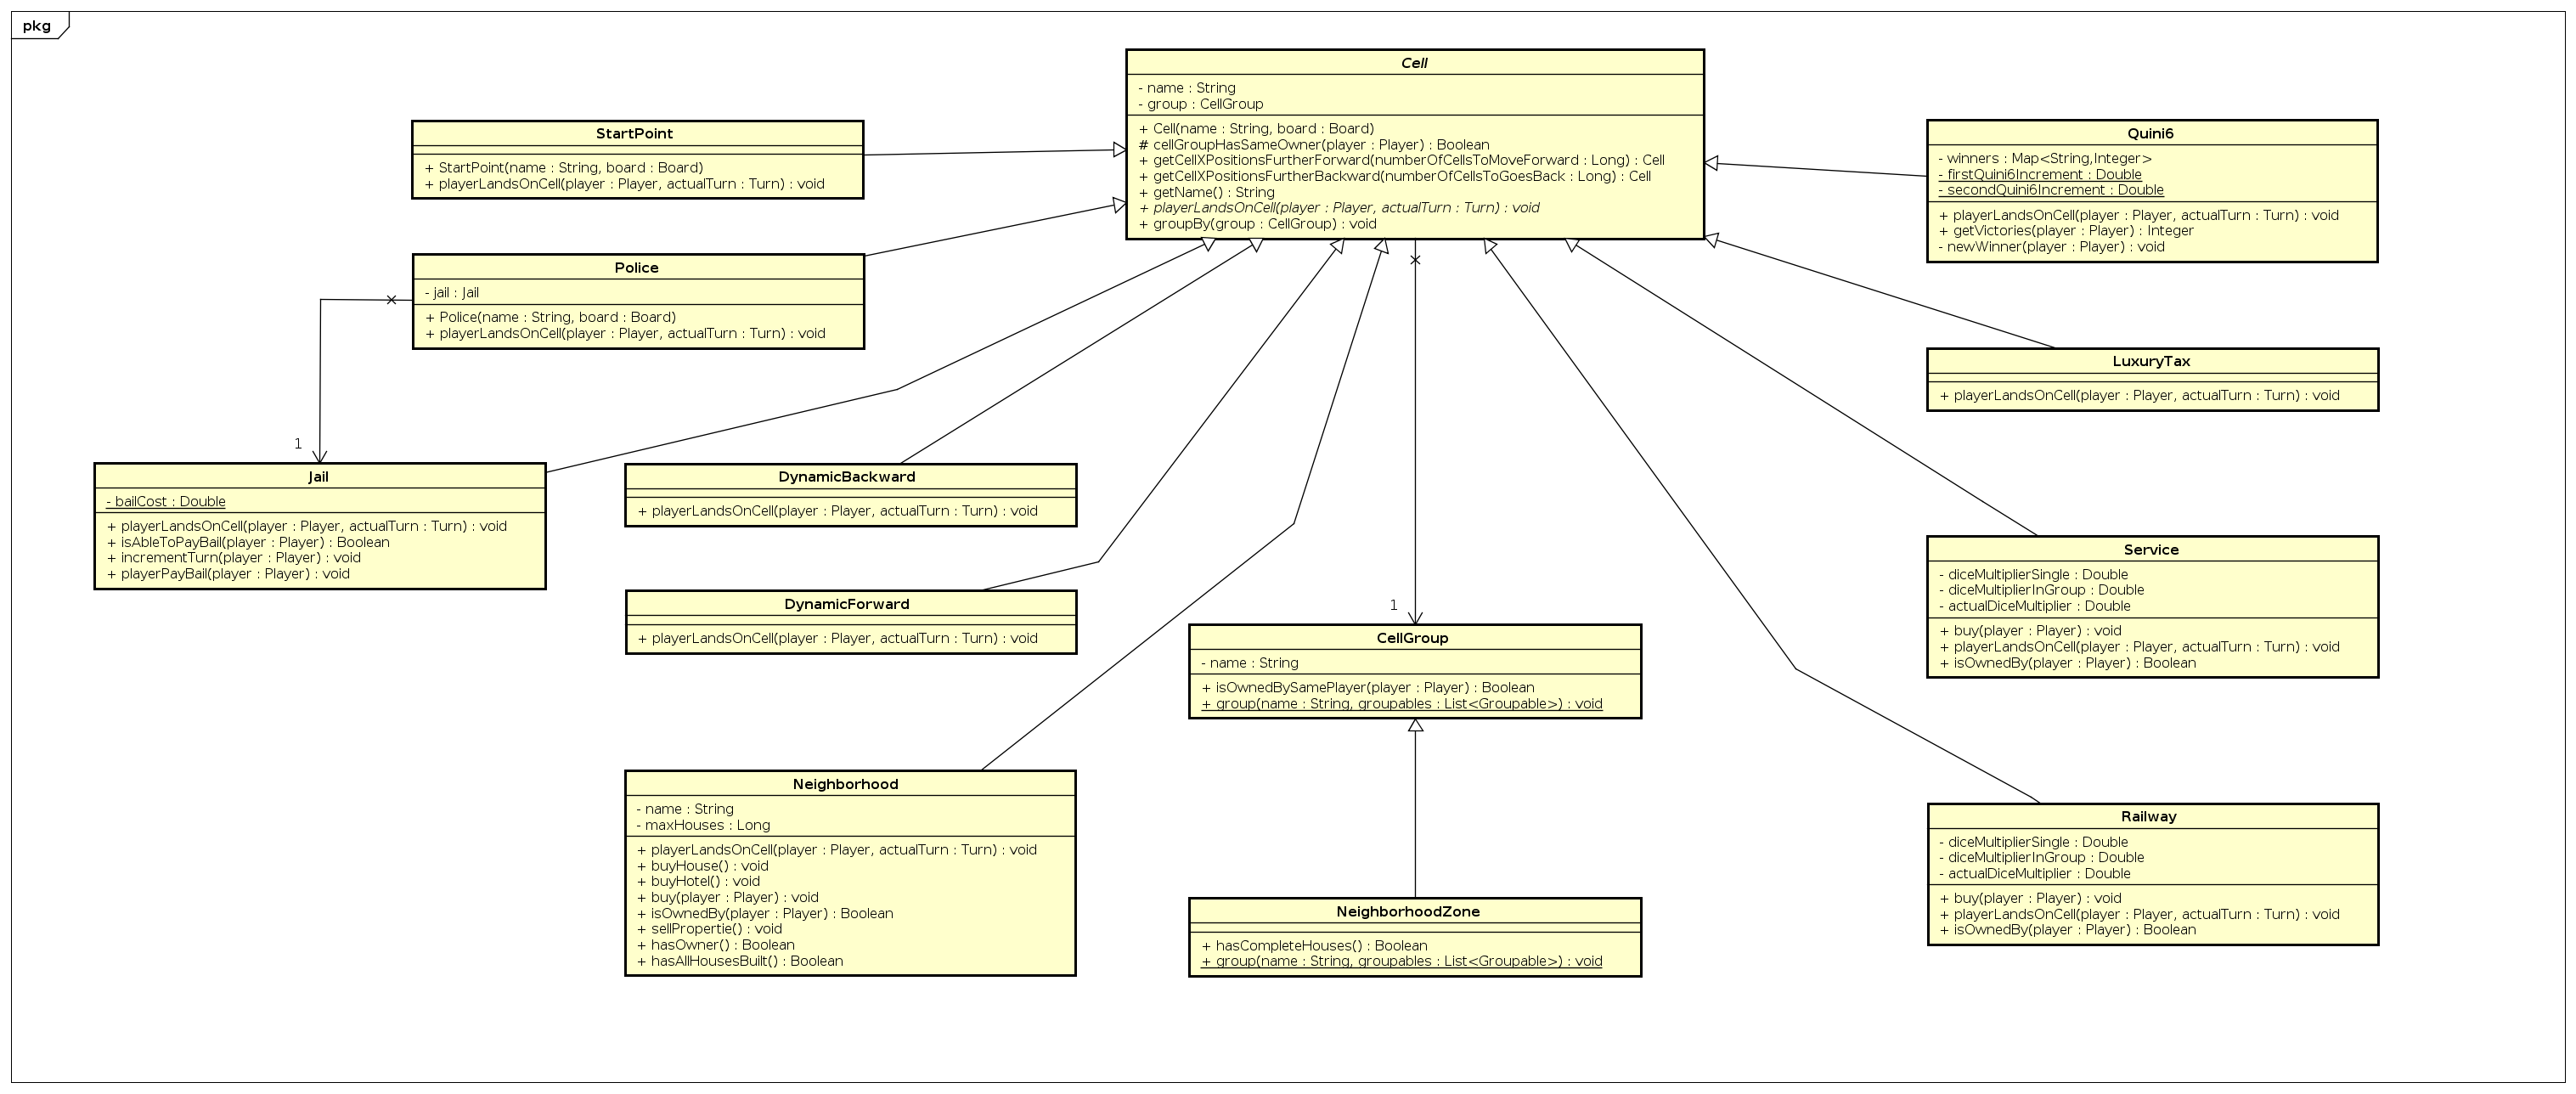 pkg
Cell
- name : String
- group : CellGroup
+ Cell(name : String, board : Board)
# cellGroupHasSameOwner(player : Player) : Boolean
+ getCellXPositionsFurtherForward(numberOfCellsToMoveForward : Long) : Cell
+ getCellXPositionsFurtherBackward(numberOfCellsToGoesBack : Long) : Cell
+ getName() : String
+ playerLandsOnCell(player : Player, actualTurn : Turn) : void
+ groupBy(group : CellGroup) : void
StartPoint
+ StartPoint(name : String, board : Board)
+ playerLandsOnCell(player : Player, actualTurn : Turn) : void
Quini6
- winners : Map<String,Integer>
- firstQuini6Increment : Double
- secondQuini6Increment : Double
+ playerLandsOnCell(player : Player, actualTurn : Turn) : void
+ getVictories(player : Player) : Integer
- newWinner(player : Player) : void
Police
- jail : Jail
+ Police(name : String, board : Board)
+ playerLandsOnCell(player : Player, actualTurn : Turn) : void
LuxuryTax
+ playerLandsOnCell(player : Player, actualTurn : Turn) : void
1
Jail
- bailCost : Double
+ playerLandsOnCell(player : Player, actualTurn : Turn) : void
+ isAbleToPayBail(player : Player) : Boolean
+ incrementTurn(player : Player) : void
+ playerPayBail(player : Player) : void
DynamicBackward
+ playerLandsOnCell(player : Player, actualTurn : Turn) : void
Service
- diceMultiplierSingle : Double
- diceMultiplierInGroup : Double
- actualDiceMultiplier : Double
+ buy(player : Player) : void
+ playerLandsOnCell(player : Player, actualTurn : Turn) : void
+ isOwnedBy(player : Player) : Boolean
DynamicForward
+ playerLandsOnCell(player : Player, actualTurn : Turn) : void
1
CellGroup
- name : String
+ isOwnedBySamePlayer(player : Player) : Boolean
+ group(name : String, groupables : List<Groupable>) : void
Neighborhood
- name : String
- maxHouses : Long
+ playerLandsOnCell(player : Player, actualTurn : Turn) : void
+ buyHouse() : void
+ buyHotel() : void
+ buy(player : Player) : void
+ isOwnedBy(player : Player) : Boolean
+ sellPropertie() : void
+ hasOwner() : Boolean
+ hasAllHousesBuilt() : Boolean
Railway
- diceMultiplierSingle : Double
- diceMultiplierInGroup : Double
- actualDiceMultiplier : Double
+ buy(player : Player) : void
+ playerLandsOnCell(player : Player, actualTurn : Turn) : void
+ isOwnedBy(player : Player) : Boolean
NeighborhoodZone
+ hasCompleteHouses() : Boolean
+ group(name : String, groupables : List<Groupable>) : void